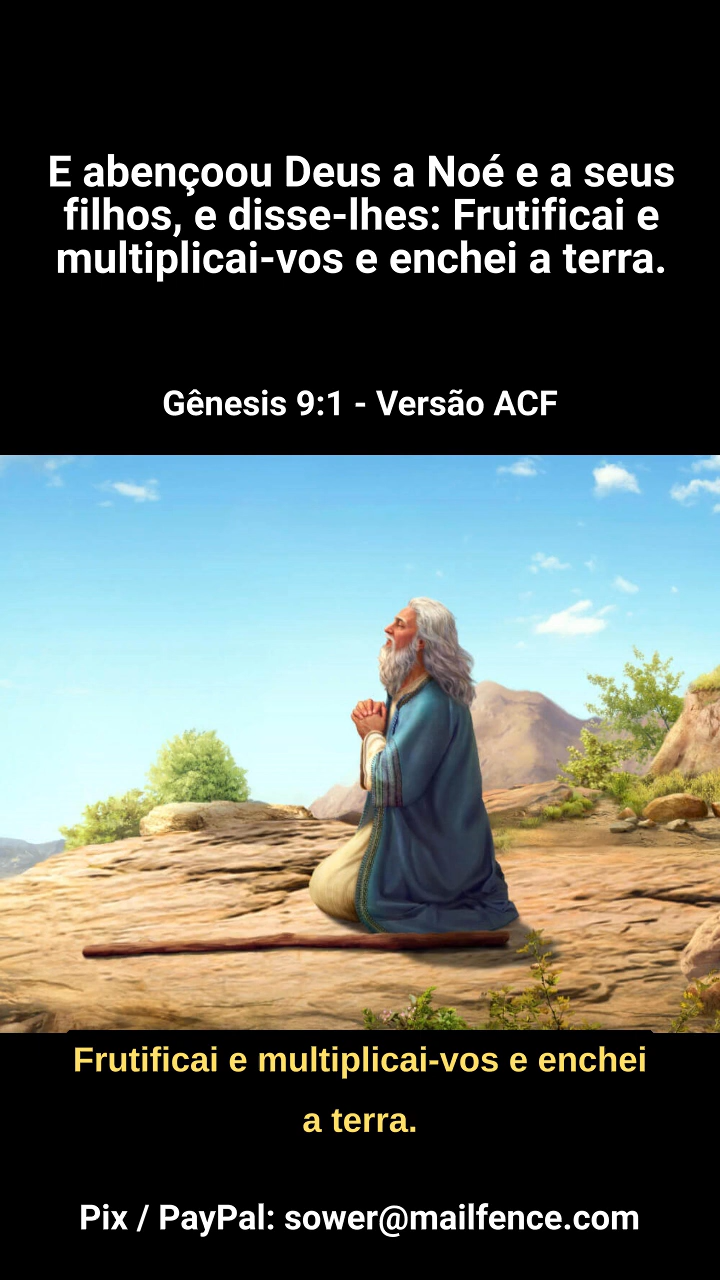 E abençoou Deus a Noé e a seus
filhos, e disse-lhes: Frutificai e
multiplicai-vos e enchei a terra.
Gênesis 9:1 - Versão ACF
Frutificai e multiplicai-vos e enchei
a terra.
Pix / PayPal: sower@mailfence.com